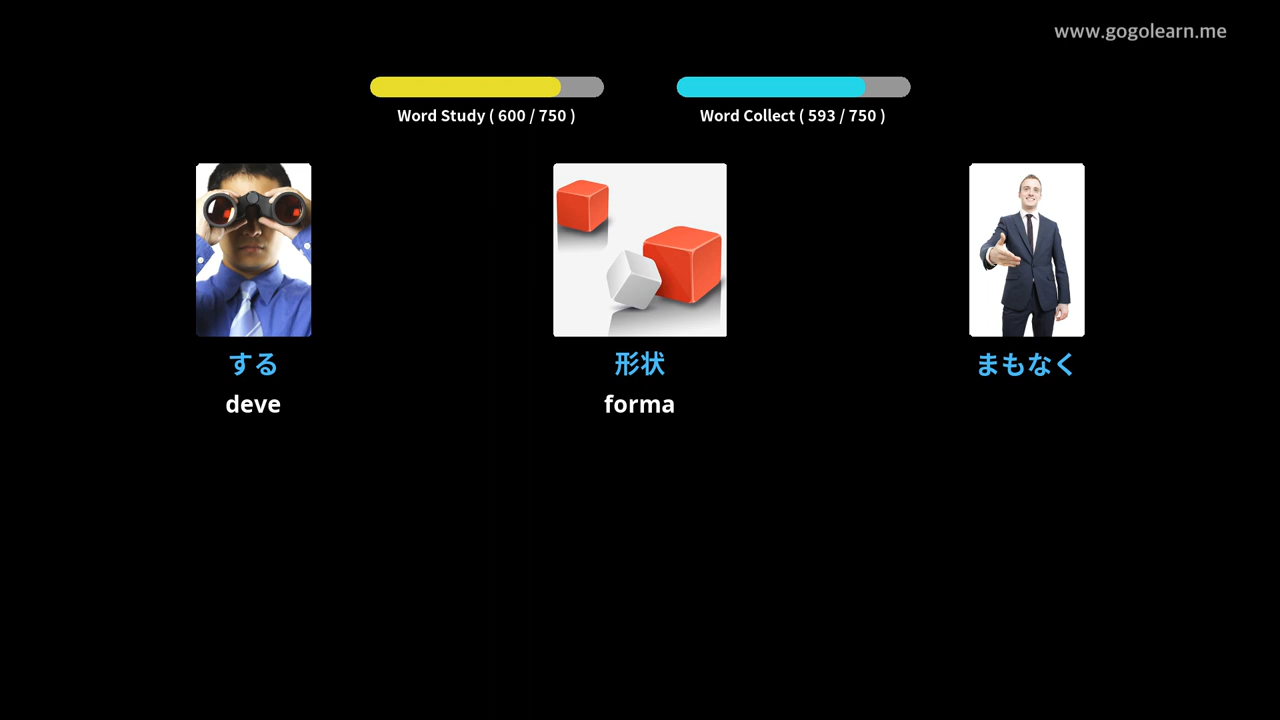 www.gogolearn.me
Word Study ( 600 / 750 )
Word Collect ( 593 / 750 )
する
形状
まもなく
deve
forma